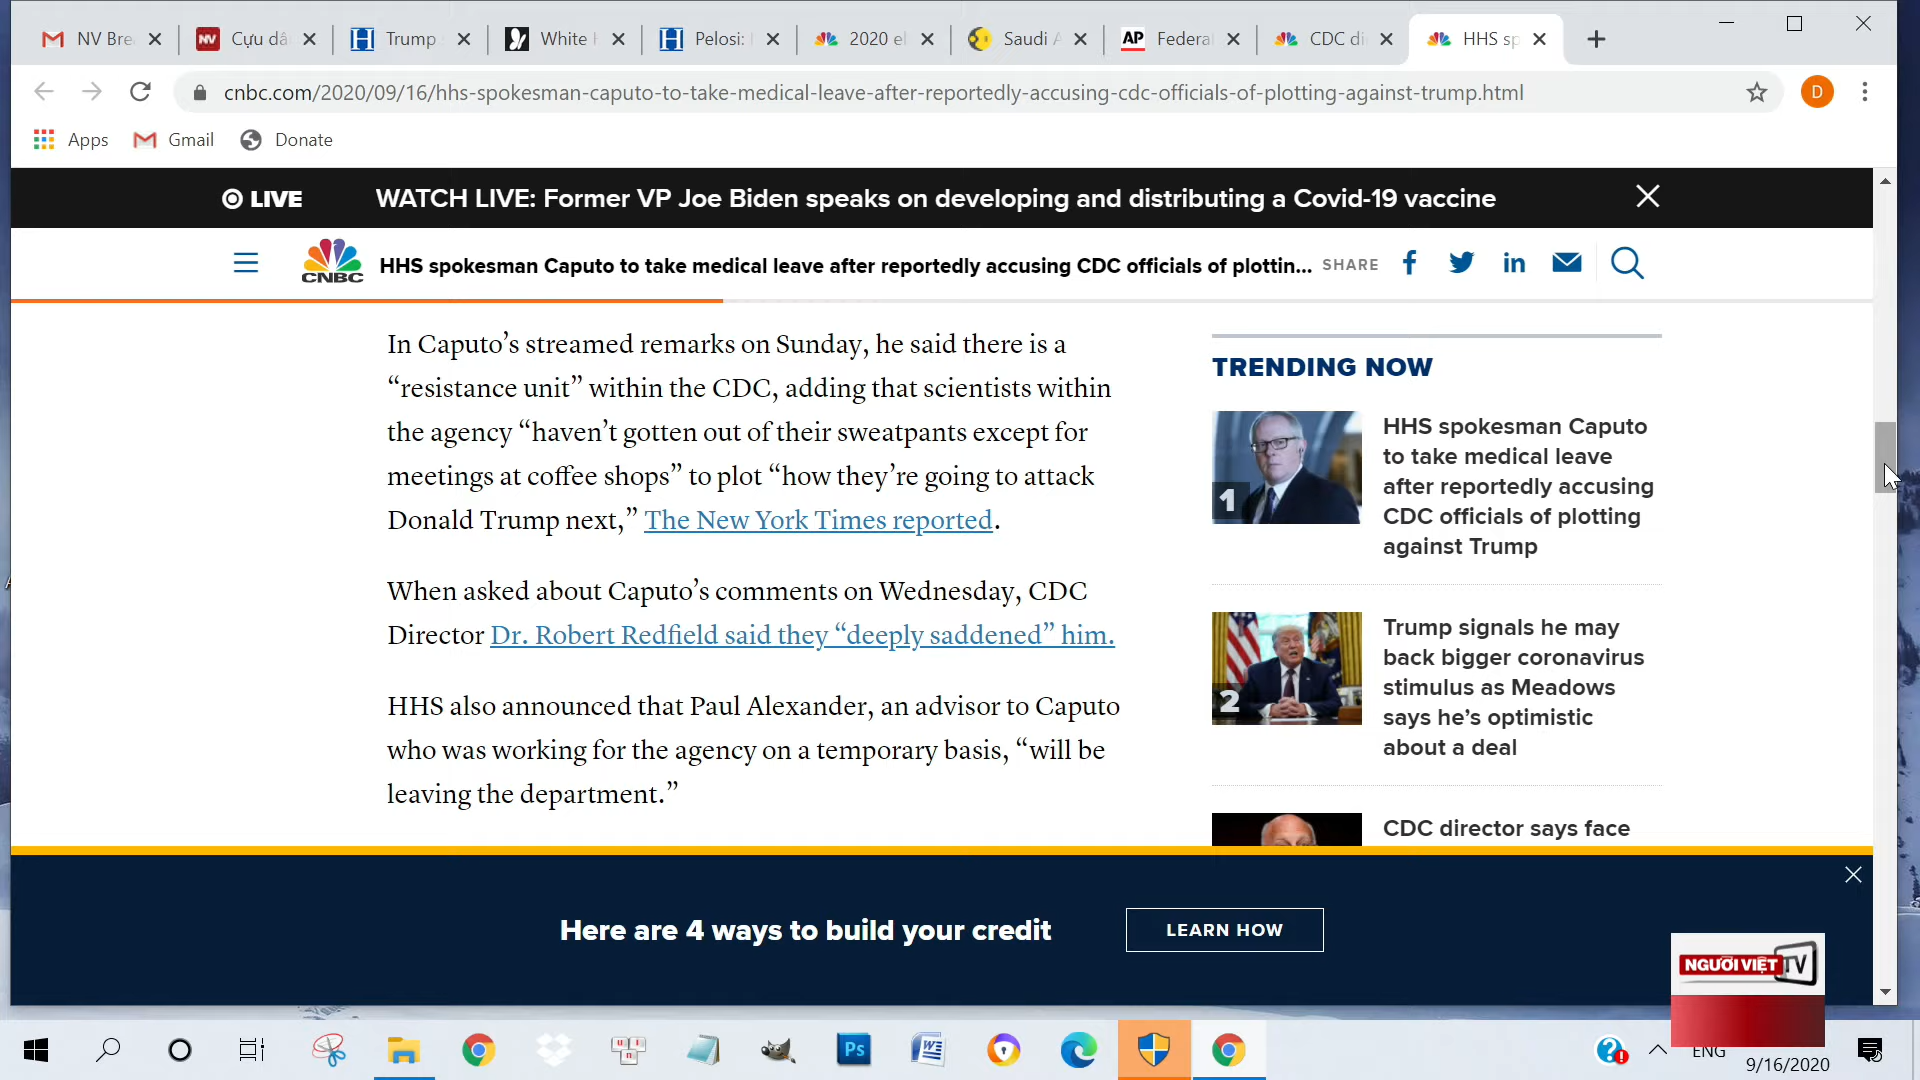 NV Bre
Cựu dâ
Trump
White
Pelosi:
2020 el
Saudi A
AP
Federa
CDC di
HHS sp
cnbc.com/2020/09/16/hhs-spokesman-caputo-to-take-medical-leave-after-reportedly-accusing-cdc-officials-of-plotting-against-trump.html
D
Apps
Gmail
Donate
LIVE
WATCH LIVE: Former VP Joe Biden speaks on developing and distributing a Covid-19 vaccine
CNBC
HHS spokesman Caputo to take medical leave after reportedly accusing CDC officials of plottin...
SHARE
In Caputo’s streamed remarks on Sunday, he said there is a
“resistance unit” within the CDC, adding that scientists within
the agency “haven’t gotten out of their sweatpants except for
meetings at coffee shops” to plot “how they’re going to attack
Donald Trump next,” The New York Times reported.
When asked about Caputo’s comments on Wednesday, CDC
Director Dr. Robert Redfield said they “deeply saddened” him.
HHS also announced that Paul Alexander, an advisor to Caputo
who was working for the agency on a temporary basis, “will be
leaving the department.”
TRENDING NOW
1
HHS spokesman Caputo
to take medical leave
after reportedly accusing
CDC officials of plotting
against Trump
2
Trump signals he may
back bigger coronavirus
stimulus as Meadows
says he’s optimistic
about a deal
CDC director says face
Here are 4 ways to build your credit
LEARN HOW
NGƯỜI VIỆT TV
Ps
ENG
9/16/2020